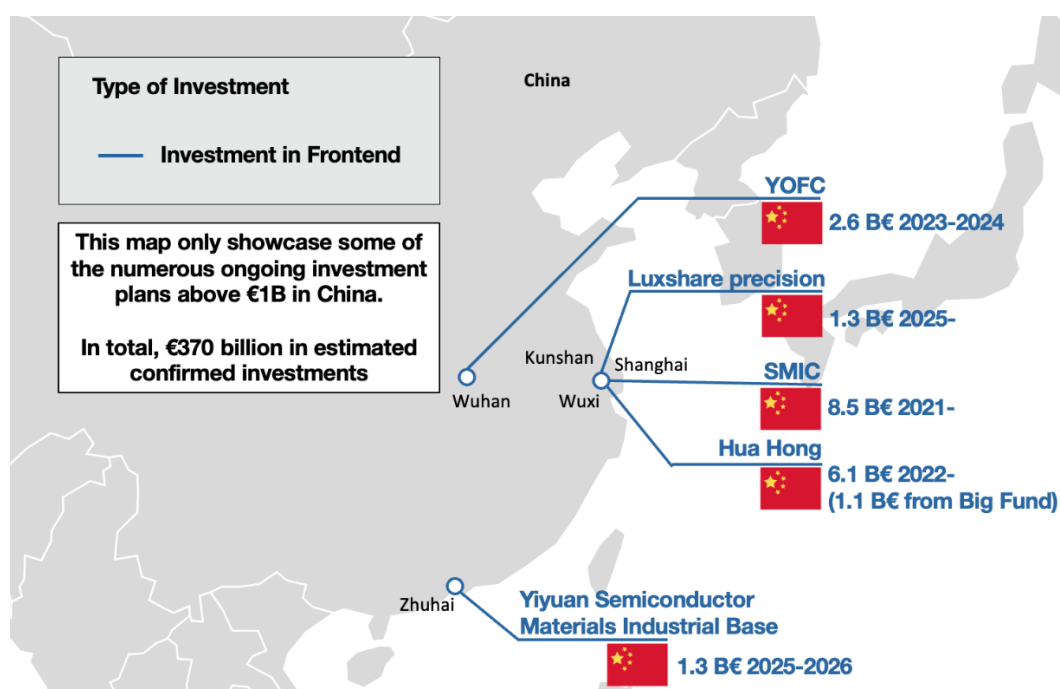 Type of Investment
Investment in Frontend
China
This map only showcase some of
the numerous ongoing investment
plans above €1B in China.
In total, €370 billion in estimated
confirmed investments
YOFC
2.6 B€ 2023-2024
Luxshare precision
1.3 B€ 2025-
Kunshan
Shanghai
SMIC
8.5 B€ 2021-
Wuhan
Wuxi
Hua Hong
6.1 B€ 2022-
(1.1 B€ from Big Fund)
Zhuhai
Yiyuan Semiconductor
Materials Industrial Base
1.3 B€ 2025-2026